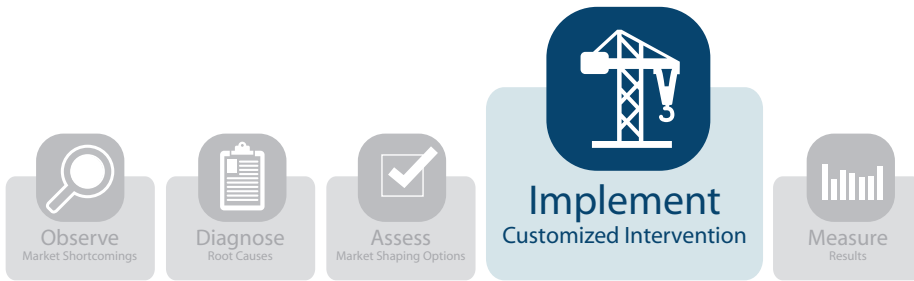 Observe
Market Shortcomings
Diagnose
Root Causes
Assess
Market Shaping Options
Implement
Customized Intervention
Measure
Results